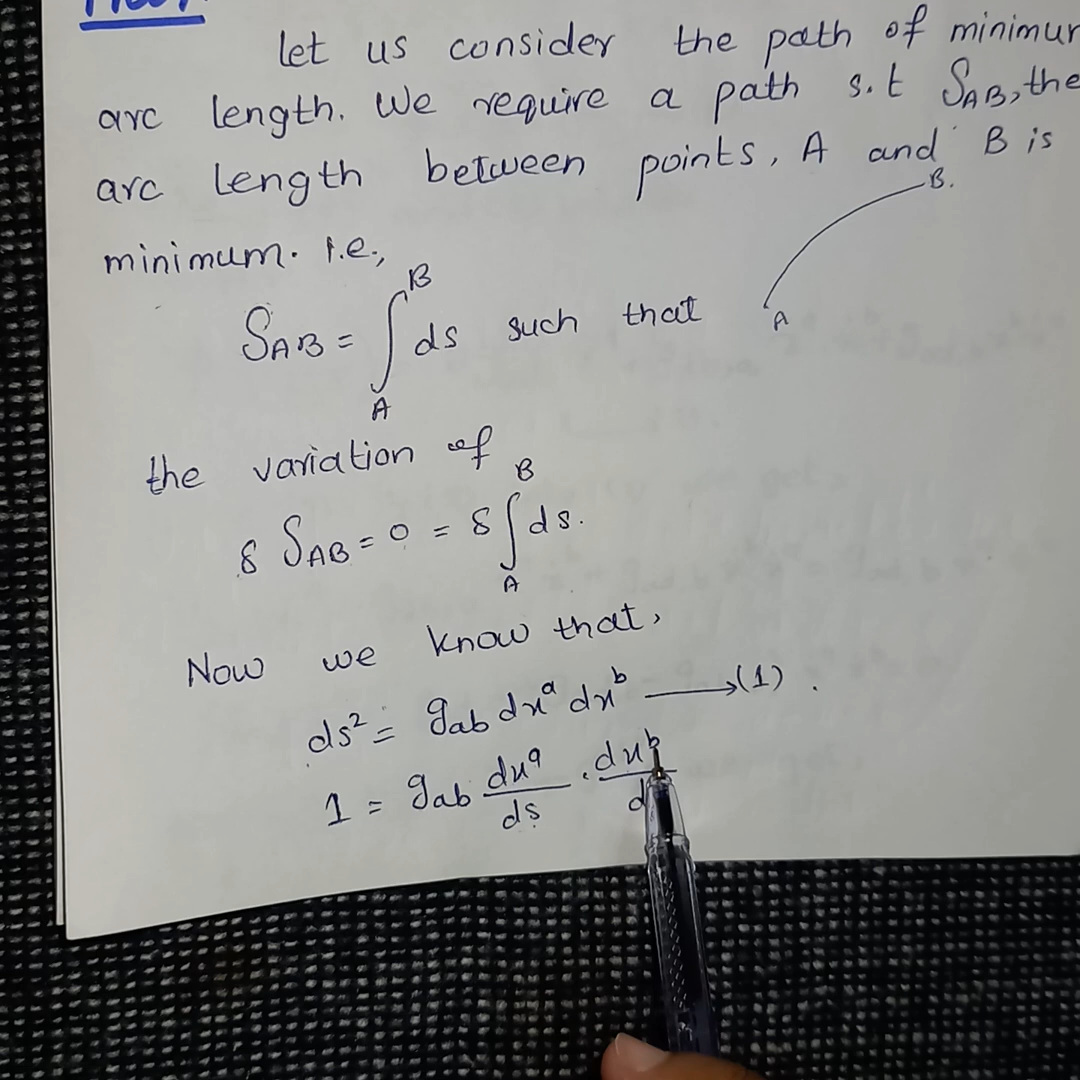 let us consider the path of minimum
arc length. We require a path s.t S_AB, the
arc length between points, A and B is
minimum. i.e.,
B.
A
S_AB = ∫_A^B ds such that
the variation of
δ S_AB = 0 = δ ∫_A^B ds.
Now we know that,
ds² = g_ab dx^a dx^b ⟶ (1).
1 = g_ab dx^a/ds . dx^b/d